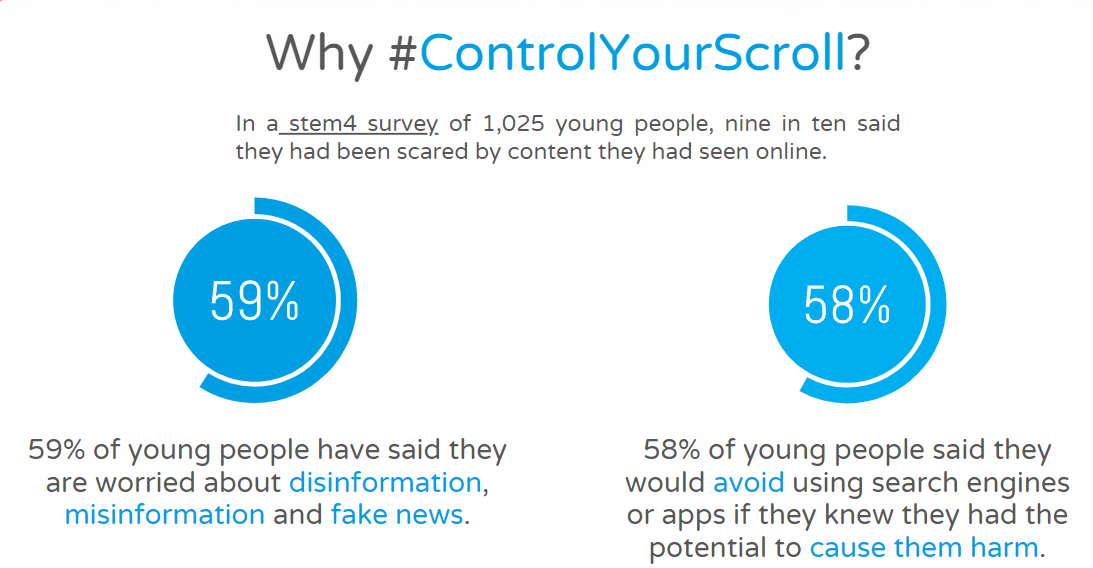 Why #ControlYourScroll?
In a stem4 survey of 1,025 young people, nine in ten said
they had been scared by content they had seen online.
59%
58%
59% of young people have said they
are worried about disinformation,
misinformation and fake news.
58% of young people said they
would avoid using search engines
or apps if they knew they had the
potential to cause them harm.